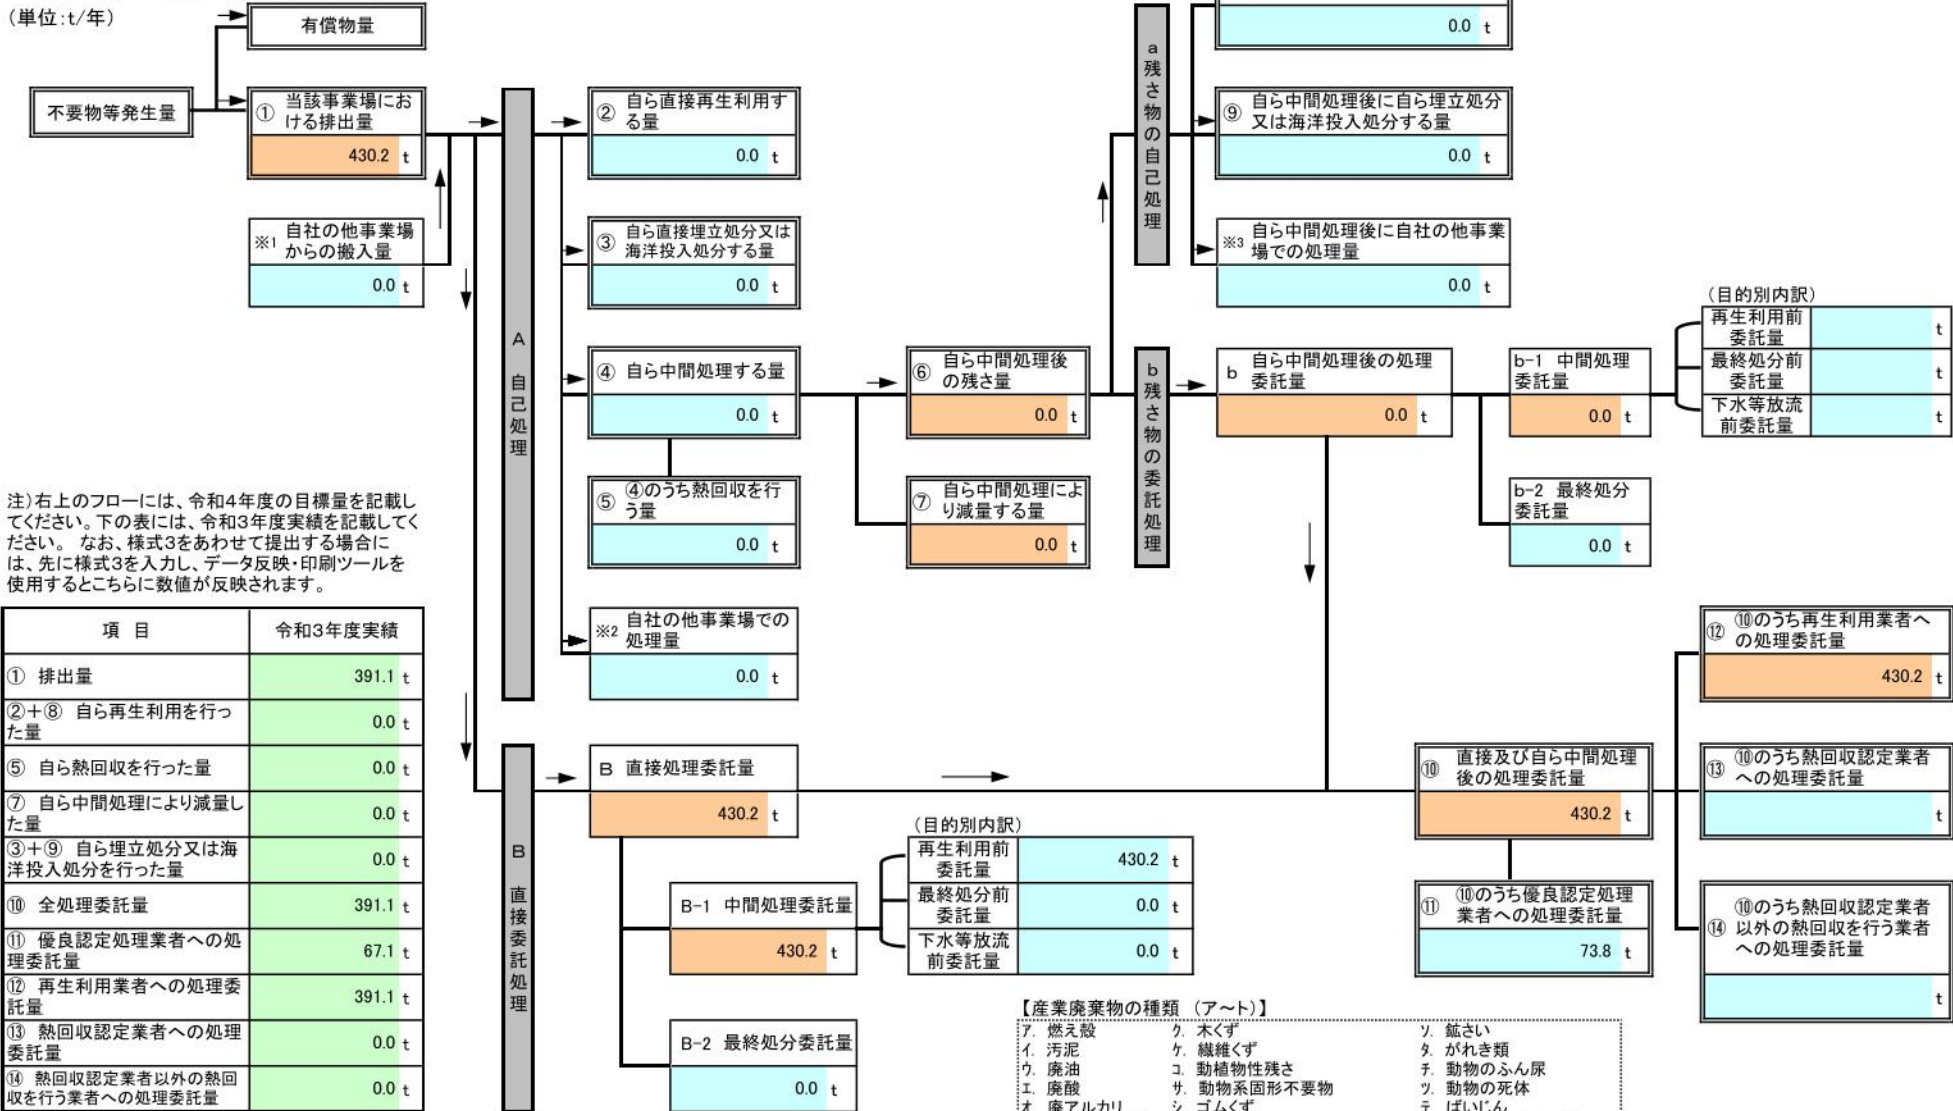 (単位:t/年)
有償物量
不要物等発生量
① 当該事業場にお
ける排出量
430.2 t
※1 自社の他事業場
からの搬入量
0.0 t
A 自己処理
② 自ら直接再生利用す
る量
0.0 t
③ 自ら直接埋立処分又は
海洋投入処分する量
0.0 t
④ 自ら中間処理する量
0.0 t
⑤ ④のうち熱回収を行
う量
0.0 t
※2 自社の他事業場での
処理量
0.0 t
⑥ 自ら中間処理後
の残さ量
0.0 t
⑦ 自ら中間処理によ
り減量する量
0.0 t
a 残さ物の自己処理
0.0 t
⑨ 自ら中間処理後に自ら埋立処分
又は海洋投入処分する量
0.0 t
※3 自ら中間処理後に自社の他事業
場での処理量
0.0 t
b 残さ物の委託処理
b 自ら中間処理後の処理
委託量
0.0 t
b-1 中間処理
委託量
0.0 t
b-2 最終処分
委託量
0.0 t
(目的別内訳)
再生利用前
委託量 t
最終処分前
委託量 t
下水等放流
前委託量 t
注)右上のフローには、令和4年度の目標量を記載し
てください。下の表には、令和3年度実績を記載してく
ださい。 なお、様式3をあわせて提出する場合に
は、先に様式3を入力し、データ反映・印刷ツールを
使用するとこちらに数値が反映されます。
項 目 令和3年度実績
① 排出量 391.1 t
②+⑧ 自ら再生利用を行っ
た量 0.0 t
⑤ 自ら熱回収を行った量 0.0 t
⑦ 自ら中間処理により減量し
た量 0.0 t
③+⑨ 自ら埋立処分又は海
洋投入処分を行った量 0.0 t
⑩ 全処理委託量 391.1 t
⑪ 優良認定処理業者への処
理委託量 67.1 t
⑫ 再生利用業者への処理委
託量 391.1 t
⑬ 熱回収認定業者への処理
委託量 0.0 t
⑭ 熱回収認定業者以外の熱回
収を行う業者への処理委託量 0.0 t
B 直接委託処理
B 直接処理委託量
430.2 t
B-1 中間処理委託量
430.2 t
B-2 最終処分委託量
0.0 t
(目的別内訳)
再生利用前
委託量 430.2 t
最終処分前
委託量 0.0 t
下水等放流
前委託量 0.0 t
⑩ 直接及び自ら中間処理
後の処理委託量
430.2 t
⑪ ⑩のうち優良認定処理
業者への処理委託量
73.8 t
⑫ ⑩のうち再生利用業者へ
の処理委託量
430.2 t
⑬ ⑩のうち熱回収認定業者
への処理委託量
t
⑭ ⑩のうち熱回収認定業者
以外の熱回収を行う業者
への処理委託量
t
【産業廃棄物の種類 (ア~ト)】
ア. 燃え殻 ク. 木くず ソ. 鉱さい
イ. 汚泥 ケ. 繊維くず タ. がれき類
ウ. 廃油 コ. 動植物性残さ チ. 動物のふん尿
エ. 廃酸 サ. 動物系固形不要物 ツ. 動物の死体
オ. 廃アルカリ シ. ゴムくず テ. ばいじん